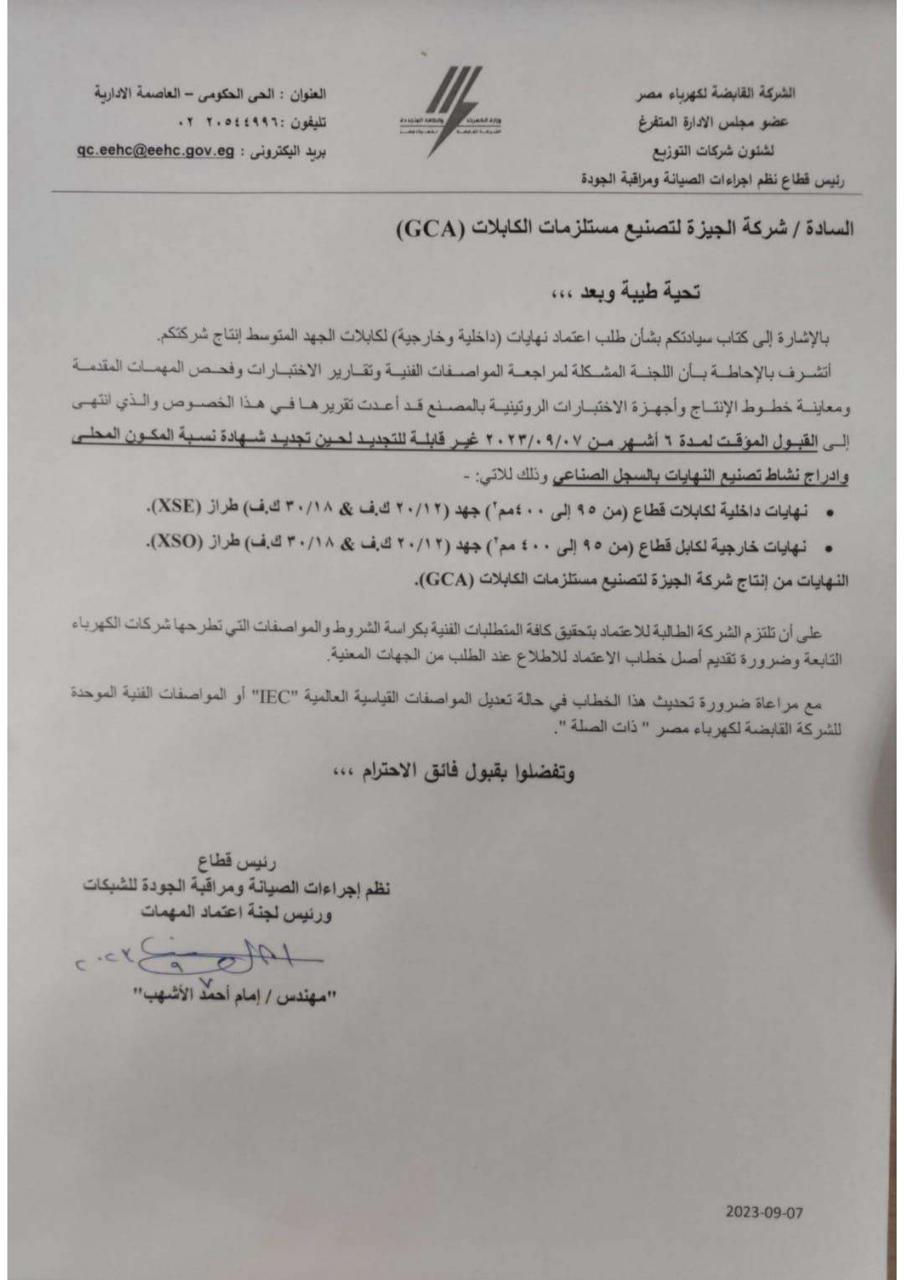 الشركة القابضة لكهرباء مصر
عضو مجلس الادارة المتفرغ
لشئون شركات التوزيع
رئيس قطاع نظم اجراءات الصيانة ومراقبة الجودة
العنوان : الحى الحكومى – العاصمة الادارية
تليفون :٢٠٥٤٤٩٩٦ ٠٢
بريد اليكترونى : qc.eehc@eehc.gov.eg
وزارة الكهرباء والطاقة المتجددة
السادة / شركة الجيزة لتصنيع مستلزمات الكابلات (GCA)
تحية طيبة وبعد ،،،
بالإشارة إلى كتاب سيادتكم بشأن طلب اعتماد نهايات (داخلية وخارجية) لكابلات الجهد المتوسط إنتاج شركتكم.
أتشرف بالإحاطة بأن اللجنة المشكلة لمراجعة المواصفات الفنية وتقارير الاختبارات وفحص المهمات المقدمة
ومعاينة خطوط الإنتاج وأجهزة الاختبارات الروتينية بالمصنع قد أعدت تقريرها في هذا الخصوص والذي انتهى
إلى القبول المؤقت لمدة ٦ أشهر من ٢٠٢٣/٠٩/٠٧ غير قابلة للتجديد لحين تجديد شهادة نسبة المكون المحلى
وادراج نشاط تصنيع النهايات بالسجل الصناعي وذلك للاتي: -
• نهايات داخلية لكابلات قطاع (من ٩٥ إلى ٤٠٠مم٢) جهد (٢٠/١٢ ك.ف & ٣٠/١٨ ك.ف) طراز (XSE).
• نهايات خارجية لكابل قطاع (من ٩٥ إلى ٤٠٠ مم٢) جهد (٢٠/١٢ ك.ف & ٣٠/١٨ ك.ف) طراز (XSO).
النهايات من إنتاج شركة الجيزة لتصنيع مستلزمات الكابلات (GCA).
على أن تلتزم الشركة الطالبة للاعتماد بتحقيق كافة المتطلبات الفنية بكراسة الشروط والمواصفات التي تطرحها شركات الكهرباء
التابعة وضرورة تقديم أصل خطاب الاعتماد للاطلاع عند الطلب من الجهات المعنية.
مع مراعاة ضرورة تحديث هذا الخطاب في حالة تعديل المواصفات القياسية العالمية "IEC" أو المواصفات الفنية الموحدة
للشركة القابضة لكهرباء مصر " ذات الصلة ".
وتفضلوا بقبول فائق الاحترام ،،،
رئيس قطاع
نظم إجراءات الصيانة ومراقبة الجودة للشبكات
ورئيس لجنة اعتماد المهمات
٢٠٢٣
٩
٧
"مهندس / إمام أحمد الأشهب"
2023-09-07